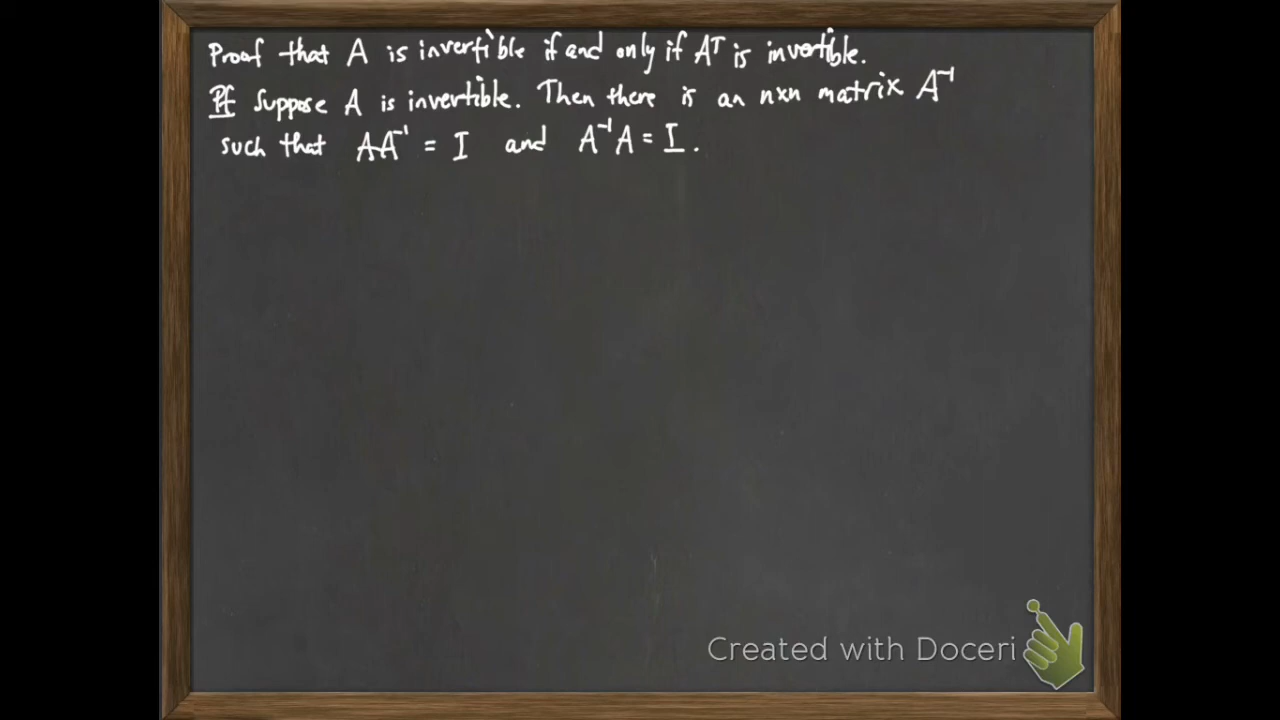 Proof that A is invertible if and only if Aᵀ is invertible.
Pf Suppose A is invertible. Then there is an n×n matrix A⁻¹
such that AA⁻¹ = I and A⁻¹A = I.
Created with Doceri